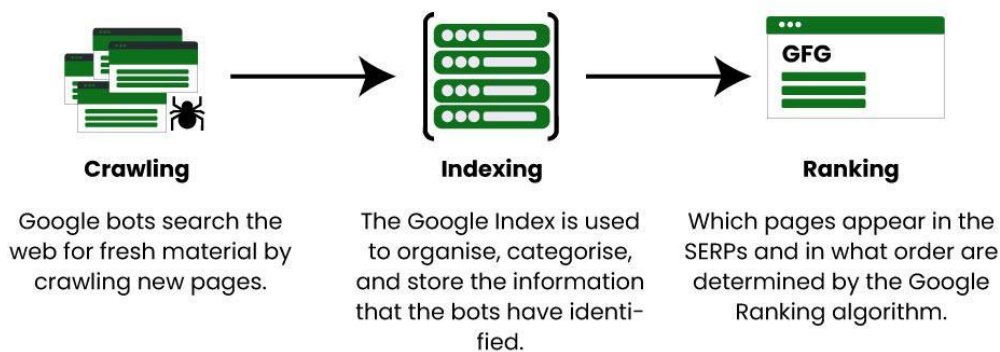 GFG
Crawling
Google bots search the
web for fresh material by
crawling new pages.
Indexing
The Google Index is used
to organise, categorise,
and store the information
that the bots have identi-
fied.
Ranking
Which pages appear in the
SERPs and in what order are
determined by the Google
Ranking algorithm.